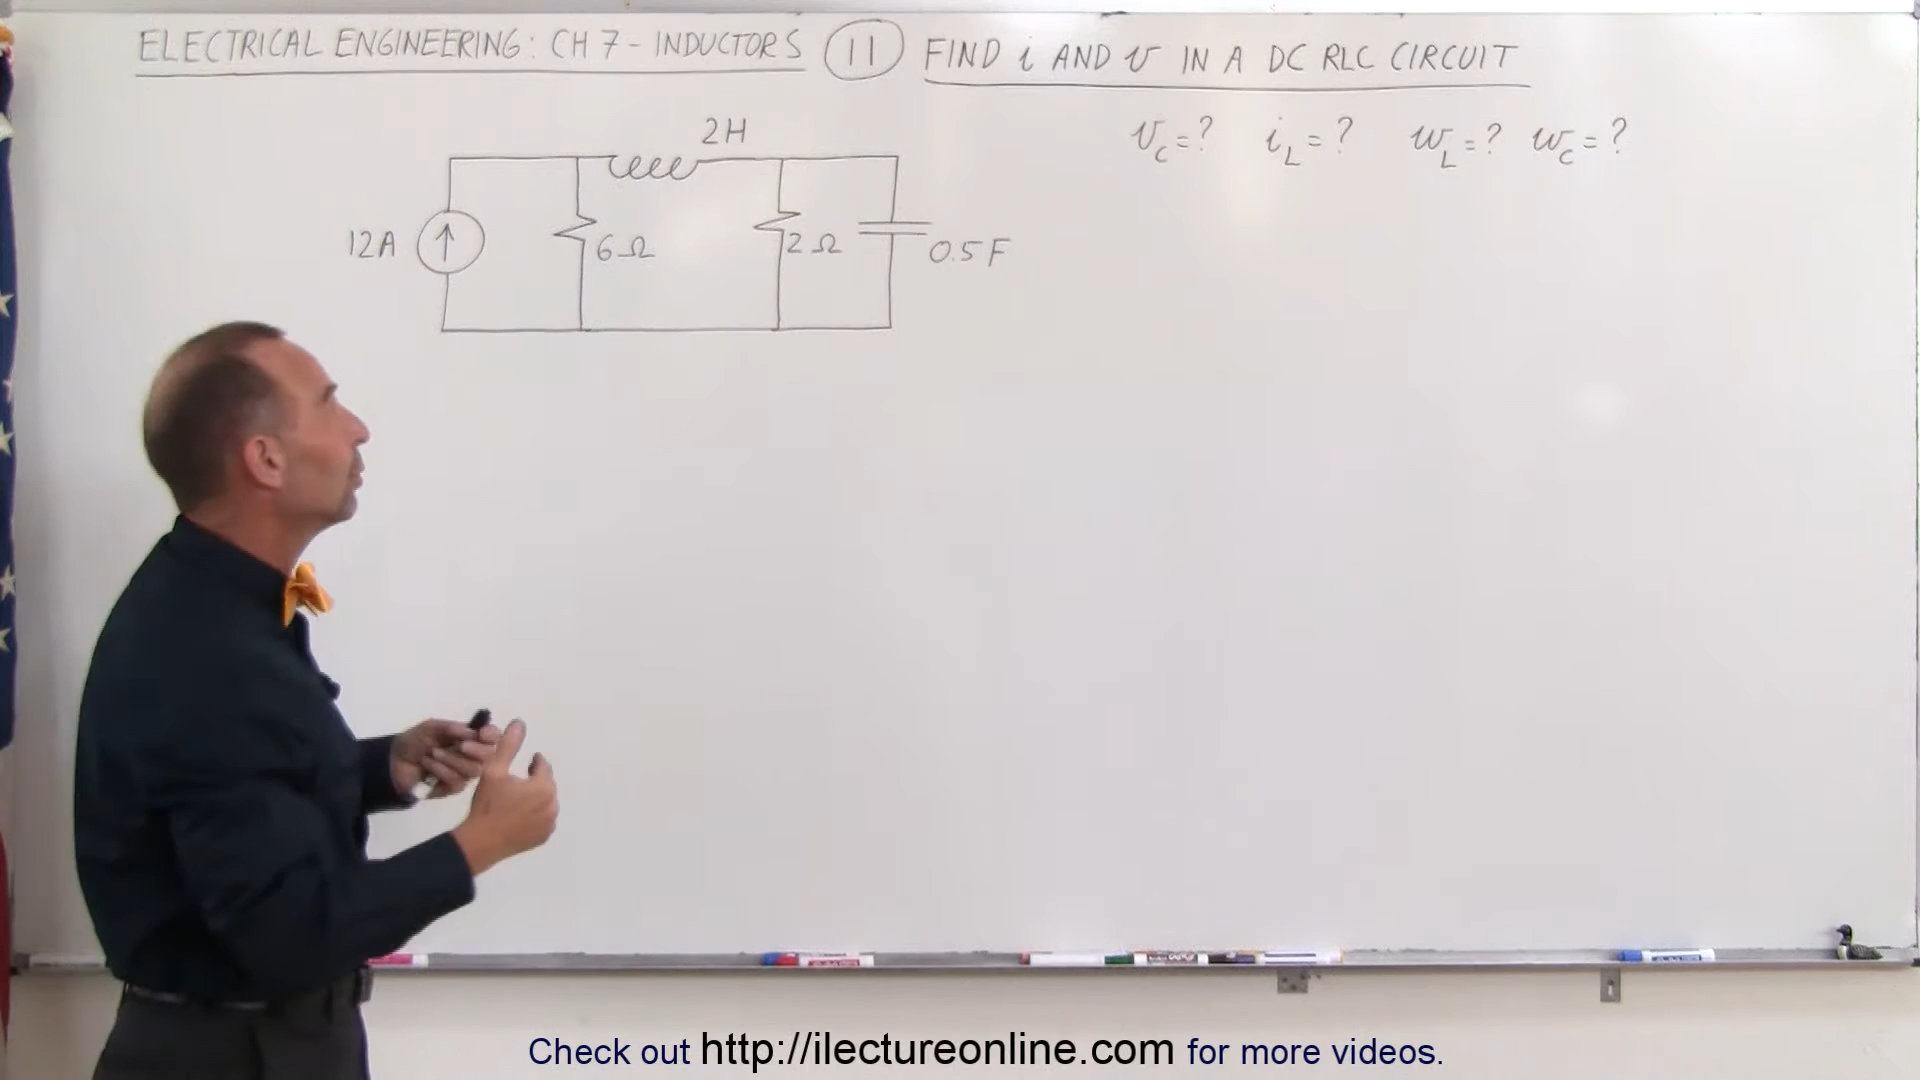 ELECTRICAL ENGINEERING: CH 7 - INDUCTORS 11 FIND i AND v IN A DC RLC CIRCUIT
v_C = ? i_L = ? w_L = ? w_C = ?
2H
12A 6Ω 2Ω 0.5F
Check out http://ilectureonline.com for more videos.